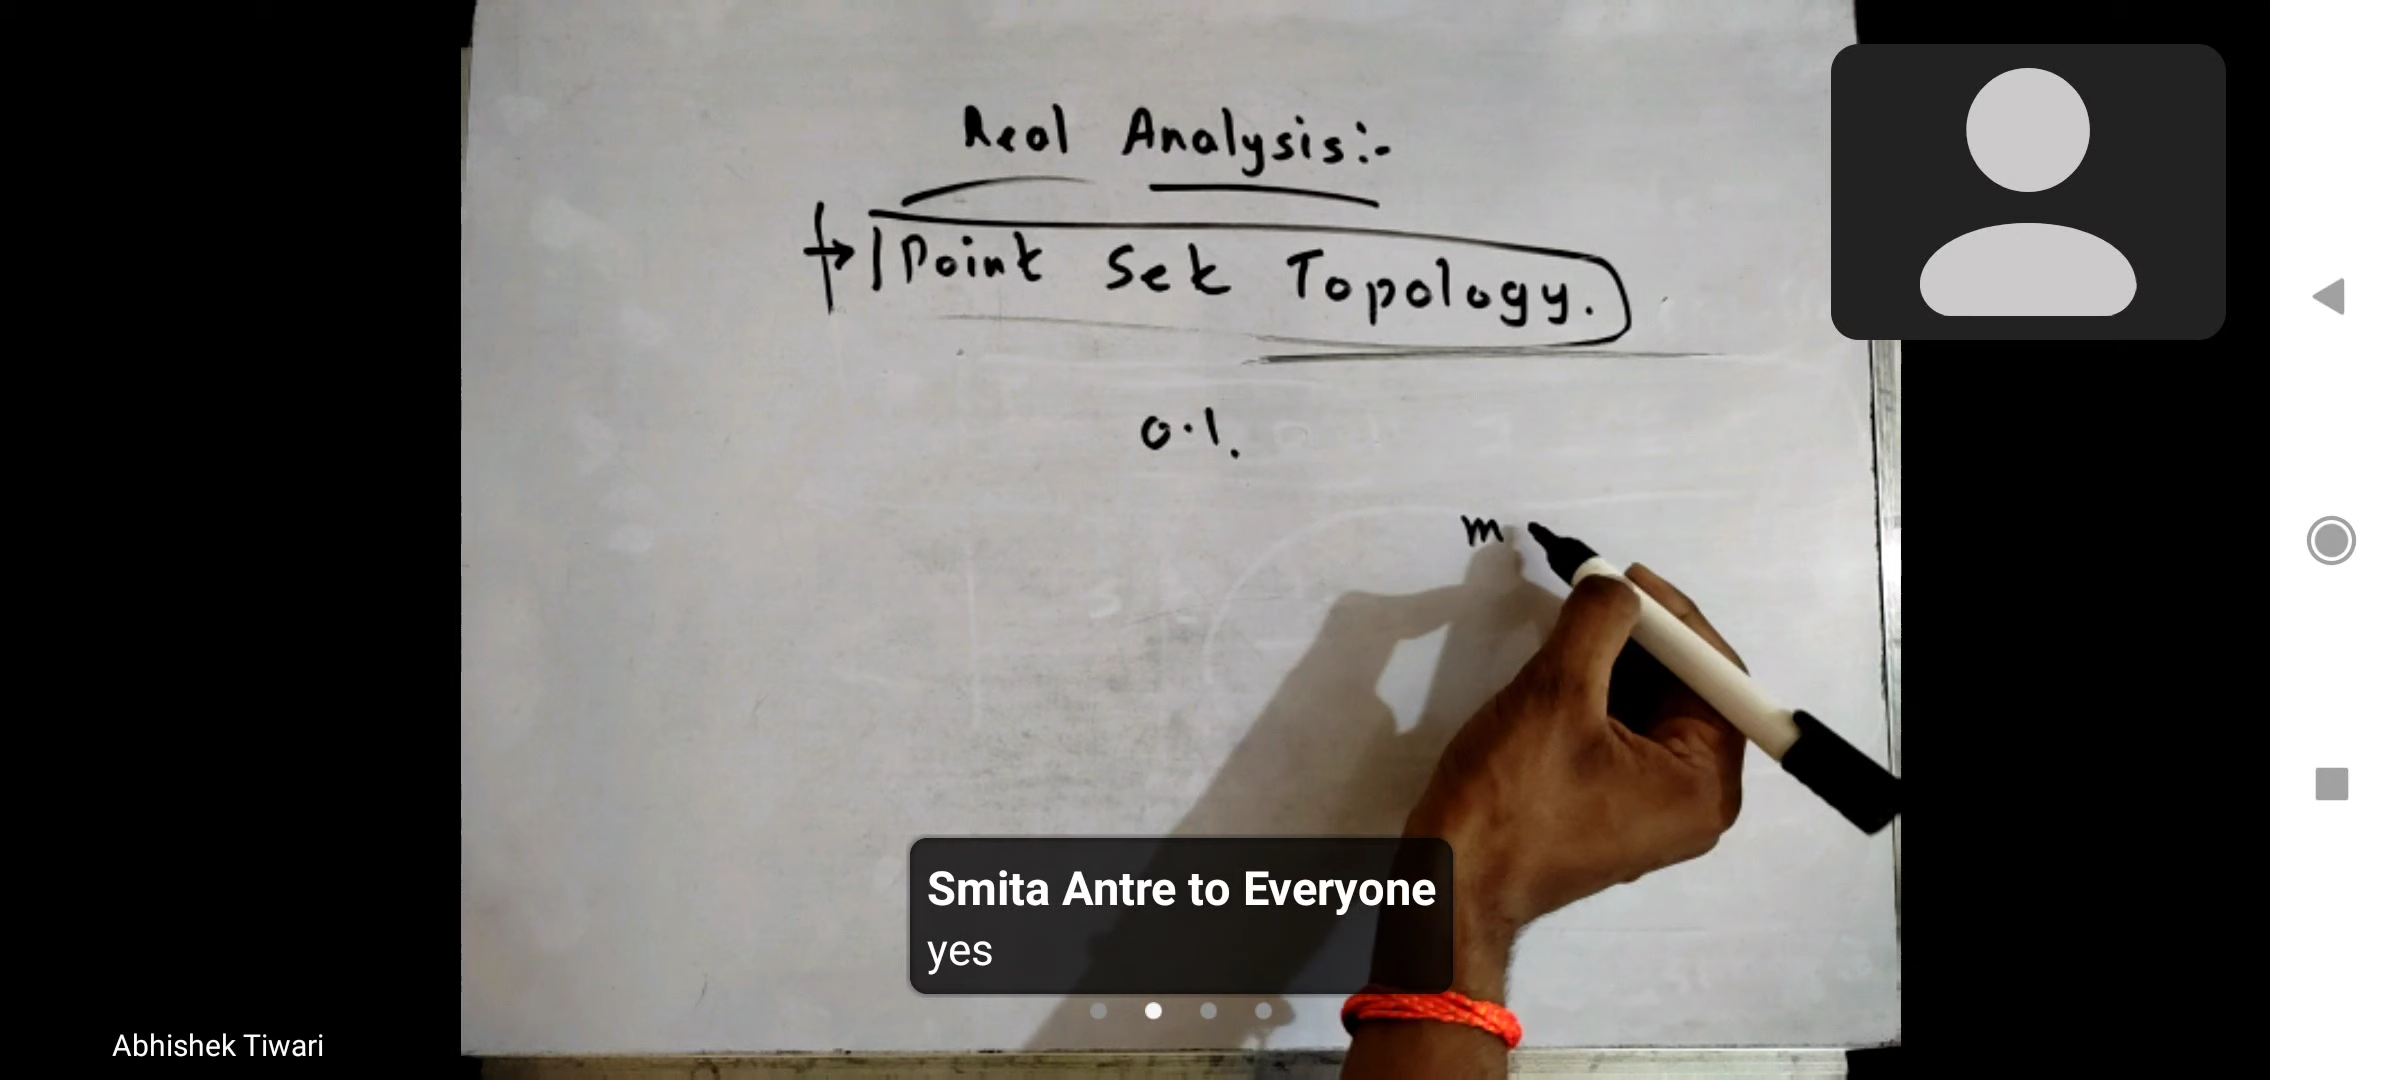 Real Analysis:-
Point Set Topology.
0.1.
m
Smita Antre to Everyone
yes
Abhishek Tiwari